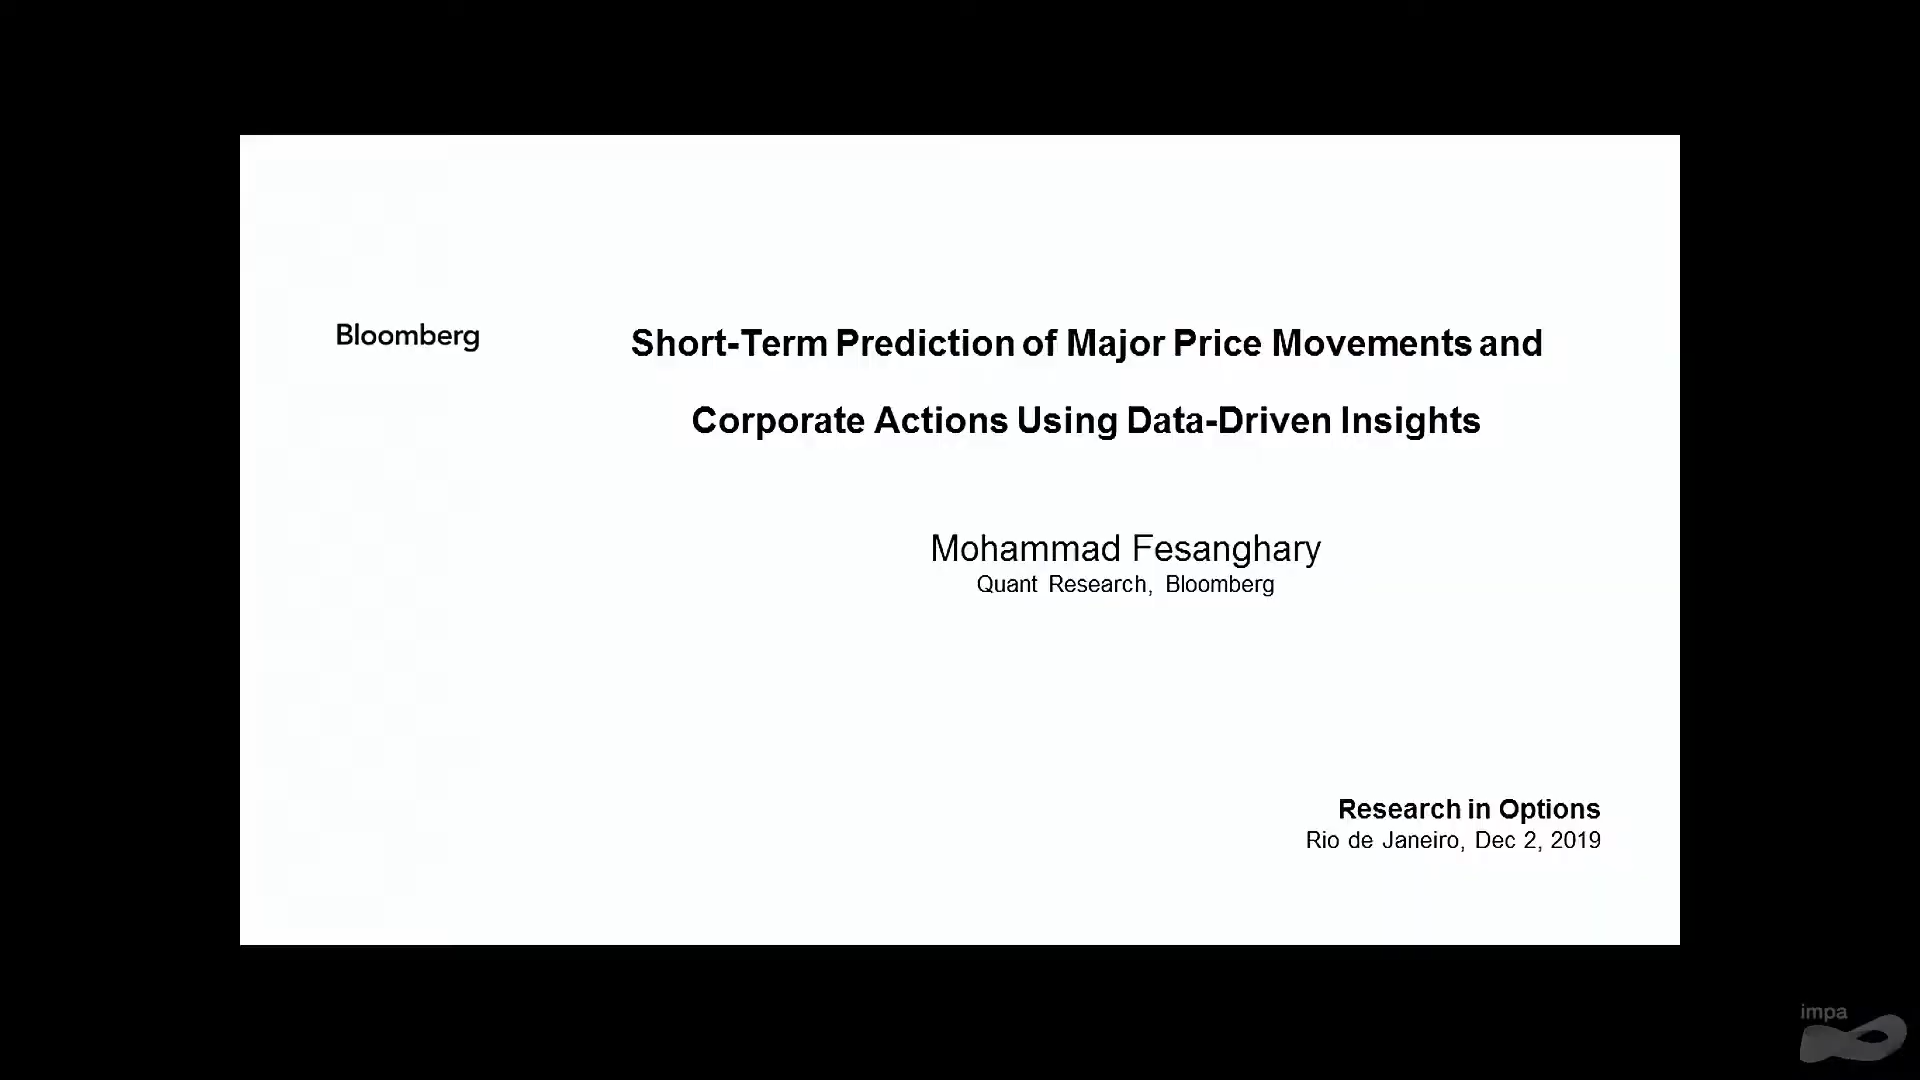 Bloomberg
Short-Term Prediction of Major Price Movements and
Corporate Actions Using Data-Driven Insights
Mohammad Fesanghary
Quant Research, Bloomberg
Research in Options
Rio de Janeiro, Dec 2, 2019
impa